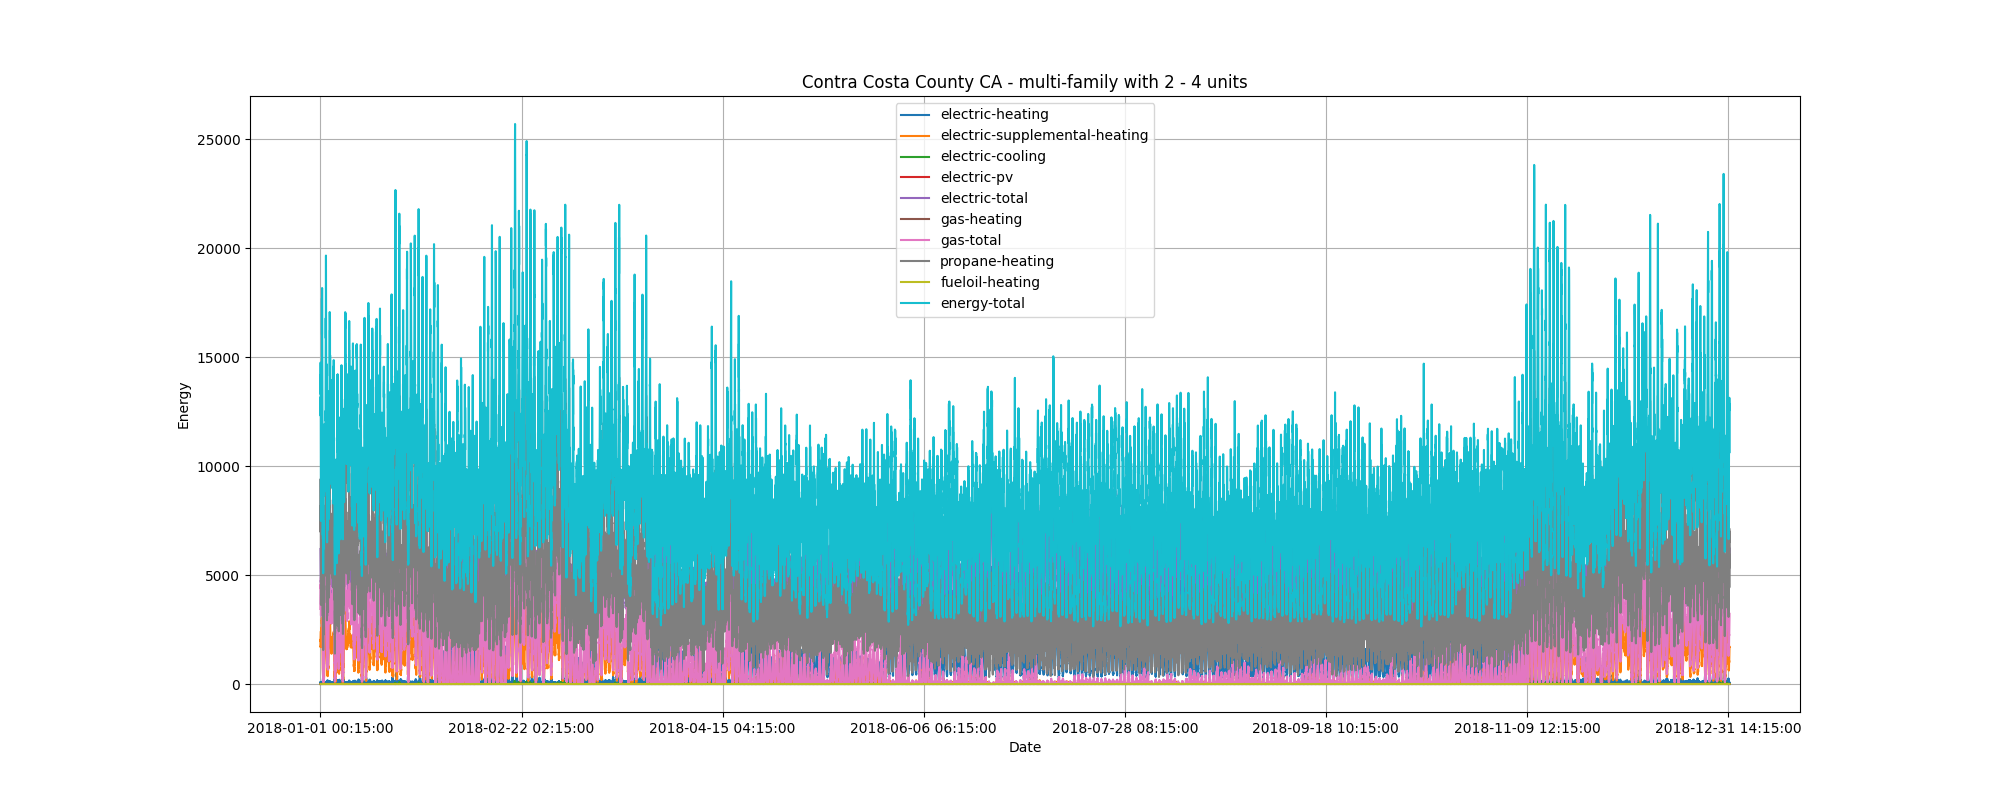 Contra Costa County CA - multi-family with 2 - 4 units
electric-heating
electric-supplemental-heating
electric-cooling
electric-pv
electric-total
gas-heating
gas-total
propane-heating
fueloil-heating
energy-total
25000
20000
15000
10000
5000
0
Energy
2018-01-01 00:15:00
2018-02-22 02:15:00
2018-04-15 04:15:00
2018-06-06 06:15:00
2018-07-28 08:15:00
2018-09-18 10:15:00
2018-11-09 12:15:00
2018-12-31 14:15:00
Date